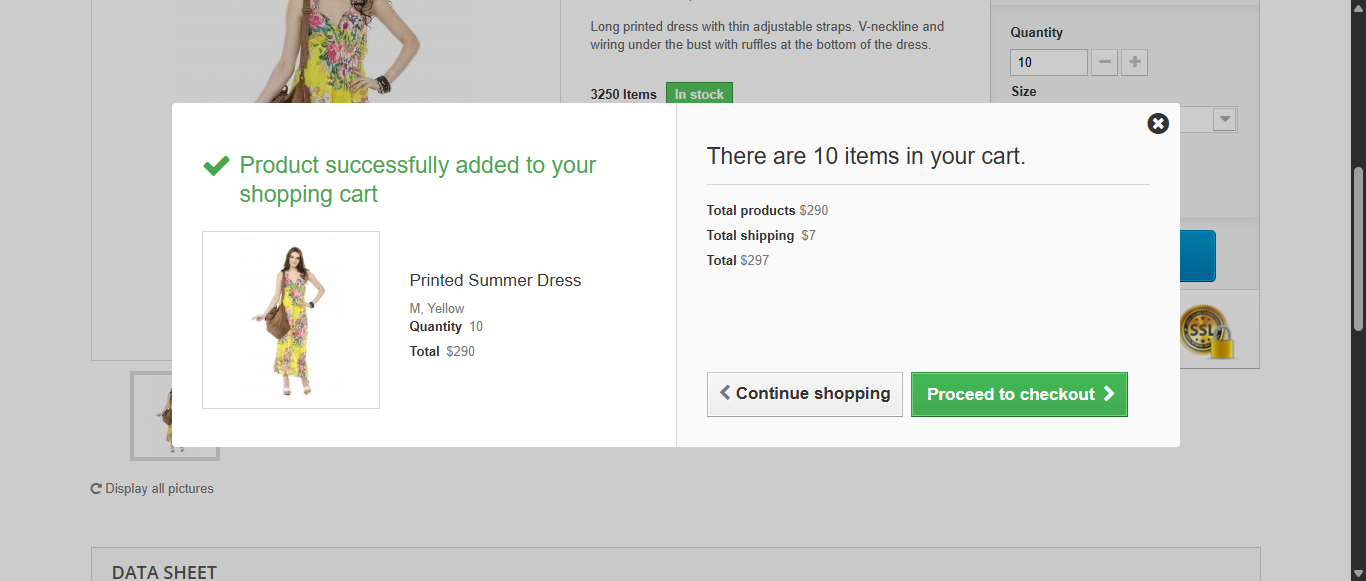 Long printed dress with thin adjustable straps. V-neckline and
wiring under the bust with ruffles at the bottom of the dress.
3250 Items In stock
Quantity
10
Size
Product successfully added to your
shopping cart
Printed Summer Dress
M, Yellow
Quantity 10
Total $290
There are 10 items in your cart.
Total products $290
Total shipping $7
Total $297
Continue shopping
Proceed to checkout
SSL
Display all pictures
DATA SHEET